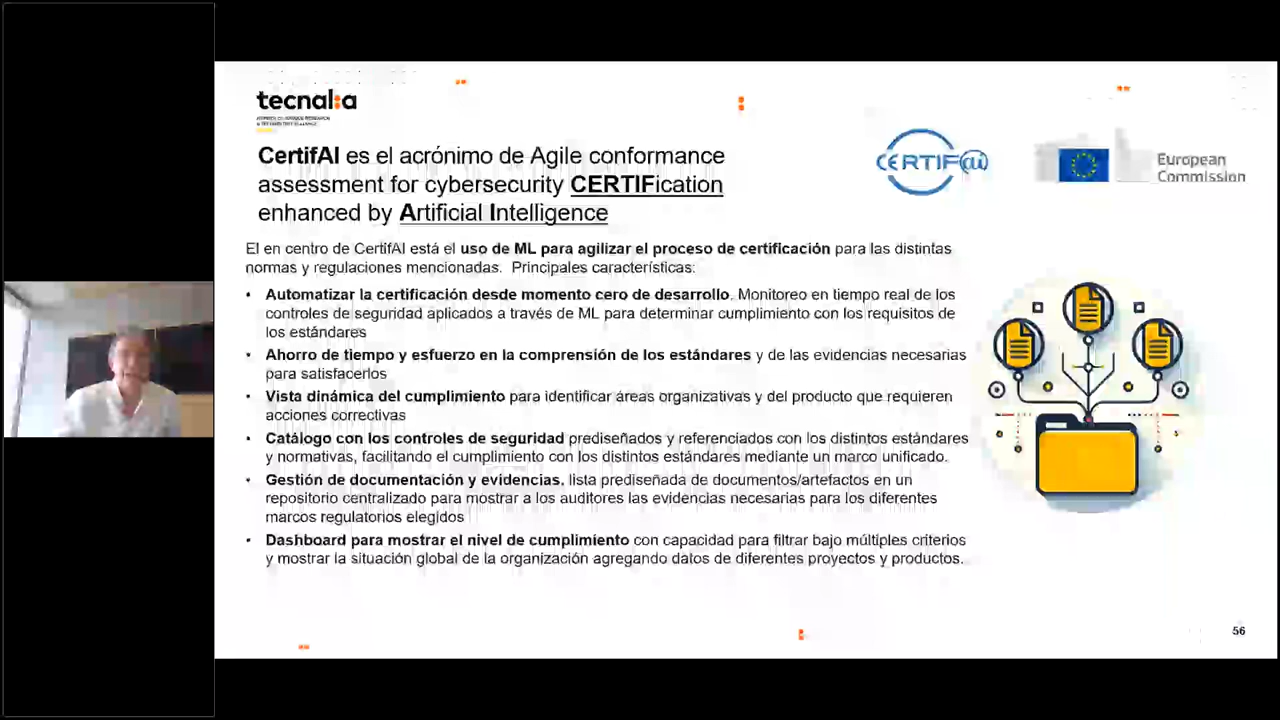 tecnalia
MEMBER OF BASQUE RESEARCH
& TECHNOLOGY ALLIANCE
CertifAI es el acrónimo de Agile conformance
assessment for cybersecurity CERTIFication
enhanced by Artificial Intelligence
CERTIF@i
European
Commission
El en centro de CertifAI está el uso de ML para agilizar el proceso de certificación para las distintas
normas y regulaciones mencionadas. Principales características:
• Automatizar la certificación desde momento cero de desarrollo. Monitoreo en tiempo real de los
controles de seguridad aplicados a través de ML para determinar cumplimiento con los requisitos de
los estándares
• Ahorro de tiempo y esfuerzo en la comprensión de los estándares y de las evidencias necesarias
para satisfacerlos
• Vista dinámica del cumplimiento para identificar áreas organizativas y del producto que requieren
acciones correctivas
• Catálogo con los controles de seguridad prediseñados y referenciados con los distintos estándares
y normativas, facilitando el cumplimiento con los distintos estándares mediante un marco unificado.
• Gestión de documentación y evidencias, lista prediseñada de documentos/artefactos en un
repositorio centralizado para mostrar a los auditores las evidencias necesarias para los diferentes
marcos regulatorios elegidos
• Dashboard para mostrar el nivel de cumplimiento con capacidad para filtrar bajo múltiples criterios
y mostrar la situación global de la organización agregando datos de diferentes proyectos y productos.
56